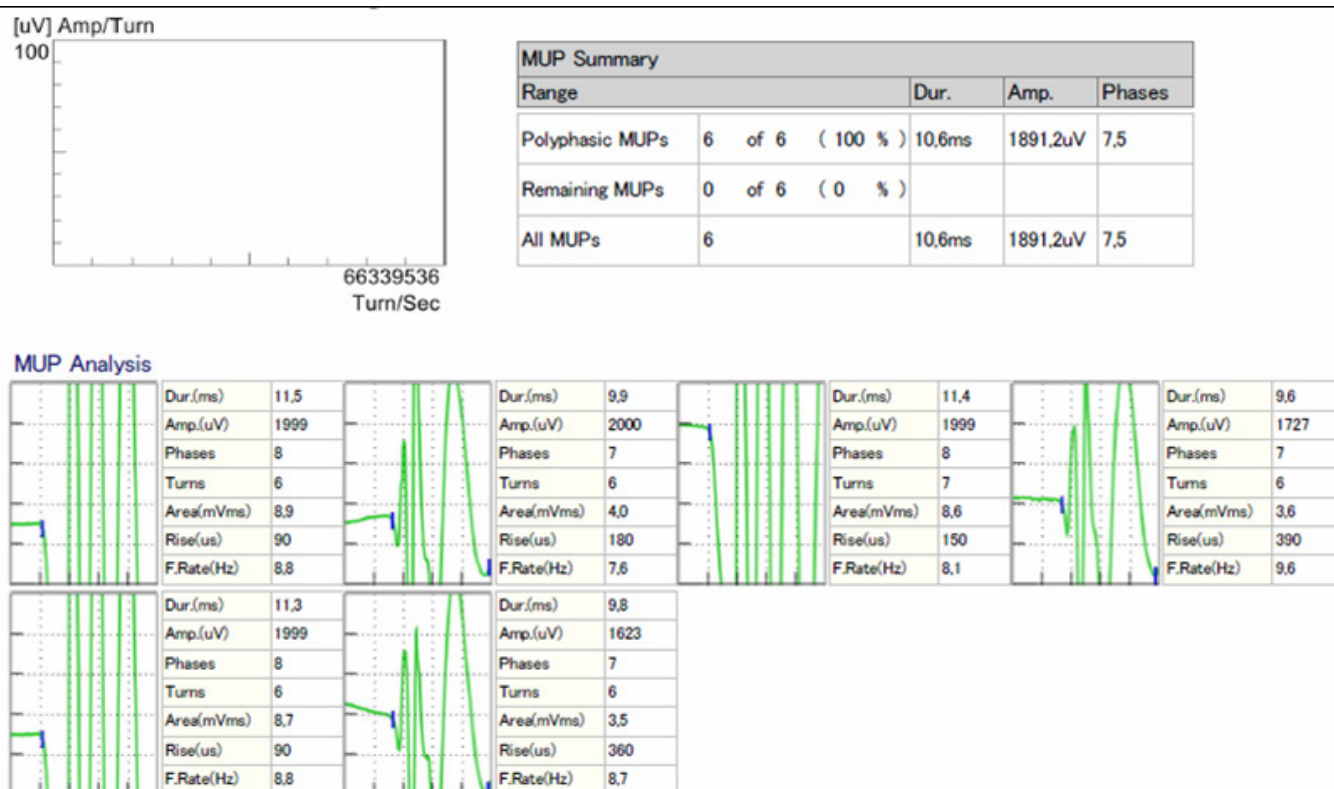 [uV] Amp/Turn
100
66339536
Turn/Sec
MUP Summary
Range Dur. Amp. Phases
Polyphasic MUPs 6 of 6 ( 100 % ) 10,6ms 1891,2uV 7,5
Remaining MUPs 0 of 6 ( 0 % )
All MUPs 6 10,6ms 1891,2uV 7,5
MUP Analysis
Dur.(ms) 11,5 Dur.(ms) 9,9 Dur.(ms) 11,4 Dur.(ms) 9,6
Amp.(uV) 1999 Amp.(uV) 2000 Amp.(uV) 1999 Amp.(uV) 1727
Phases 8 Phases 7 Phases 8 Phases 7
Turns 6 Turns 6 Turns 7 Turns 6
Area(mVms) 8,9 Area(mVms) 4,0 Area(mVms) 8,6 Area(mVms) 3,6
Rise(us) 90 Rise(us) 180 Rise(us) 150 Rise(us) 390
F.Rate(Hz) 8,8 F.Rate(Hz) 7,6 F.Rate(Hz) 8,1 F.Rate(Hz) 9,6
Dur.(ms) 11,3 Dur.(ms) 9,8
Amp.(uV) 1999 Amp.(uV) 1623
Phases 8 Phases 7
Turns 6 Turns 6
Area(mVms) 8,7 Area(mVms) 3,5
Rise(us) 90 Rise(us) 360
F.Rate(Hz) 8,8 F.Rate(Hz) 8,7